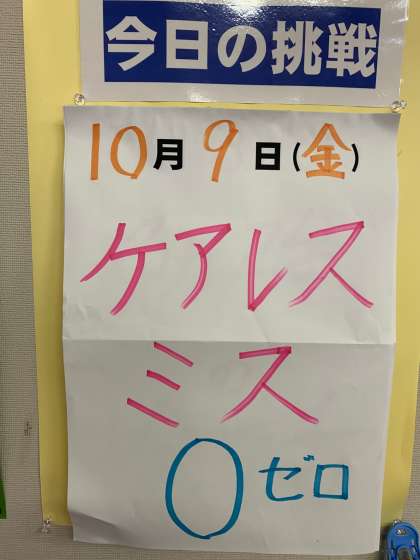 今日の挑戦
10月9日(金)
ケアレス
ミス
0ゼロ